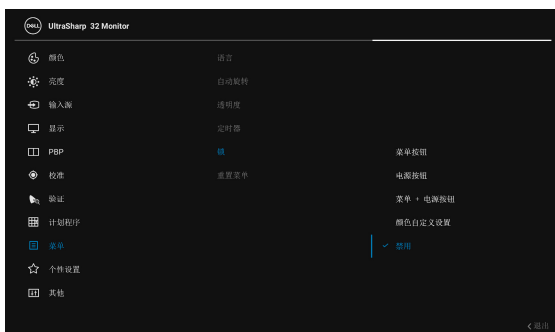 DELL UltraSharp 32 Monitor
颜色 语言
亮度 自动旋转
输入源 透明度
显示 定时器
PBP 锁 菜单按钮
校准 重置菜单 电源按钮
验证 菜单 + 电源按钮
计划程序 颜色自定义设置
菜单 ✓ 禁用
个性设置
其他
退出